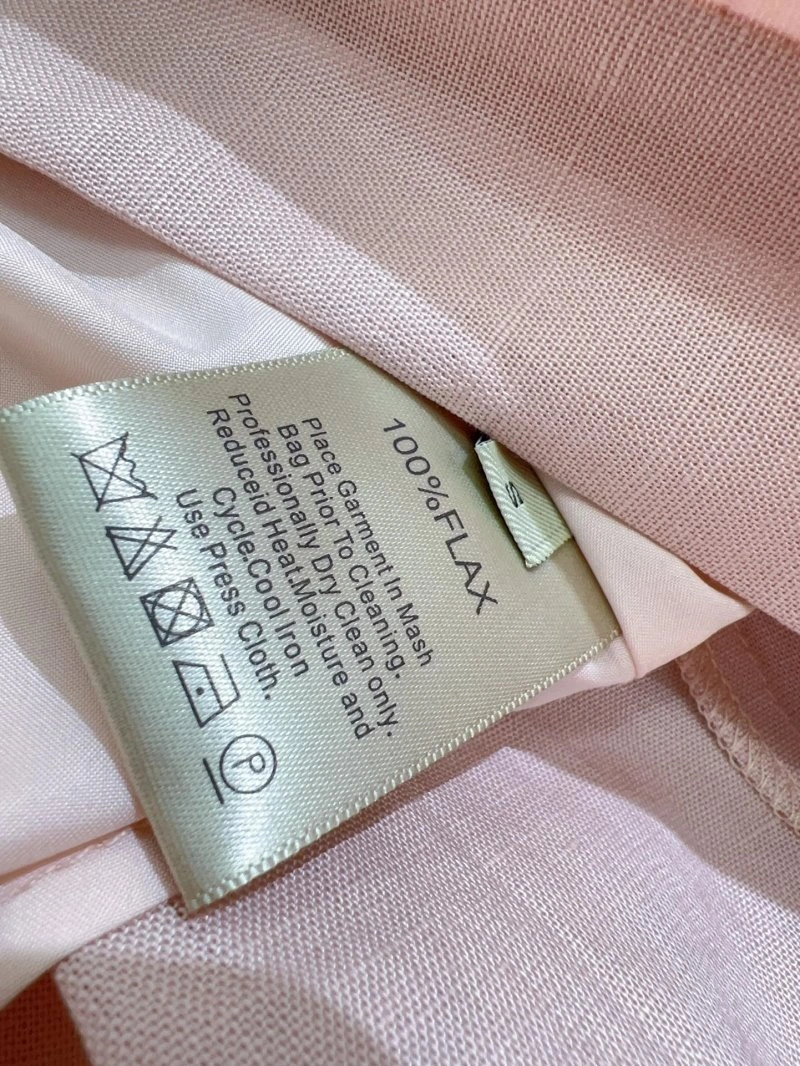 100%FLAX
Place Garment In Mash
Bag Prior To Cleaning.
Professionally Dry Clean only.
Reduceid Heat.Moisture and
Cycle.Cool Iron
Use Press Cloth.
P
S